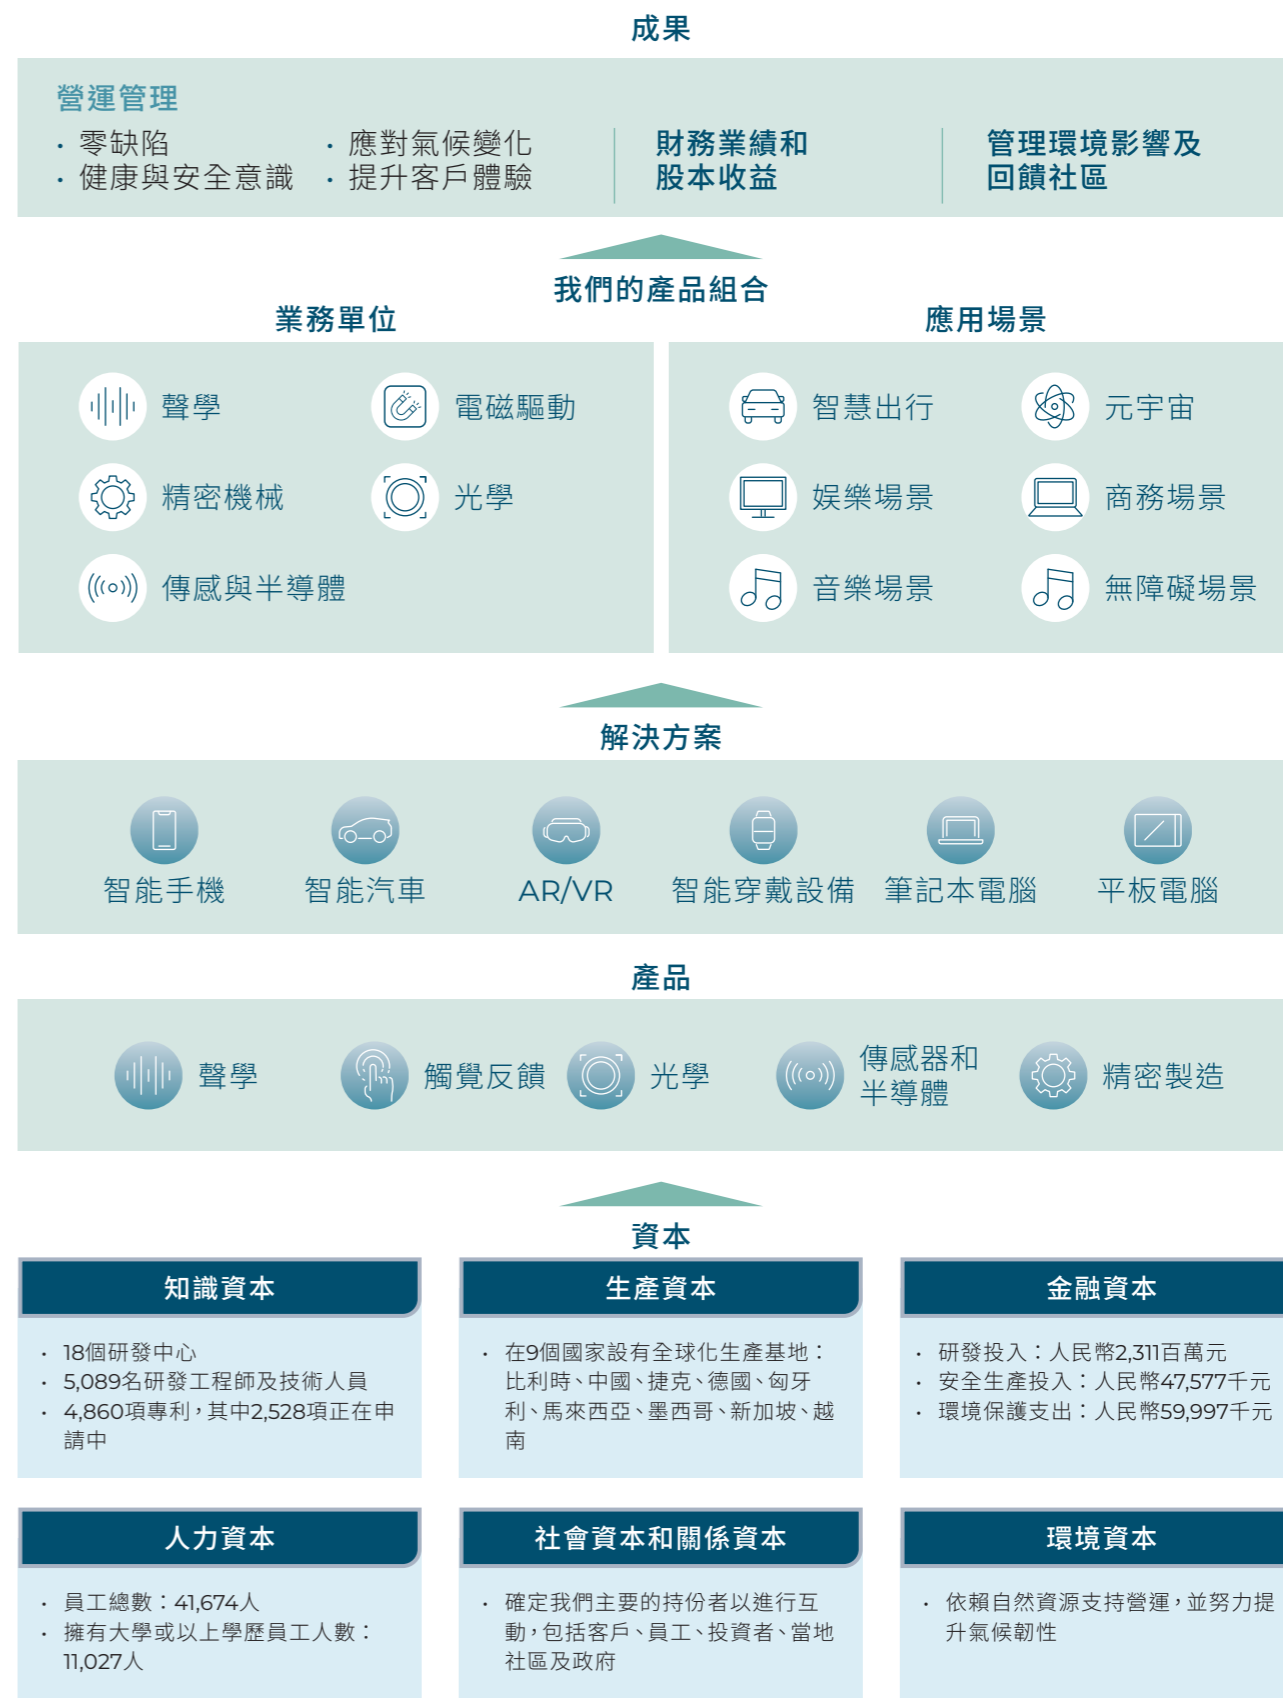 成果
營運管理
· 零缺陷
· 健康與安全意識
· 應對氣候變化
· 提升客戶體驗
財務業績和
股本收益
管理環境影響及
回饋社區
我們的產品組合
業務單位
聲學
電磁驅動
精密機械
光學
傳感與半導體
應用場景
智慧出行
元宇宙
娛樂場景
商務場景
音樂場景
無障礙場景
解決方案
智能手機
智能汽車
AR/VR
智能穿戴設備
筆記本電腦
平板電腦
產品
聲學
觸覺反饋
光學
傳感器和
半導體
精密製造
資本
知識資本
· 18個研發中心
· 5,089名研發工程師及技術人員
· 4,860項專利，其中2,528項正在申
請中
生產資本
· 在9個國家設有全球化生產基地：
比利時、中國、捷克、德國、匈牙
利、馬來西亞、墨西哥、新加坡、越
南
金融資本
· 研發投入：人民幣2,311百萬元
· 安全生產投入：人民幣47,577千元
· 環境保護支出：人民幣59,997千元
人力資本
· 員工總數：41,674人
· 擁有大學或以上學歷員工人數：
11,027人
社會資本和關係資本
· 確定我們主要的持份者以進行互
動，包括客戶、員工、投資者、當地
社區及政府
環境資本
· 依賴自然資源支持營運，並努力提
升氣候韌性